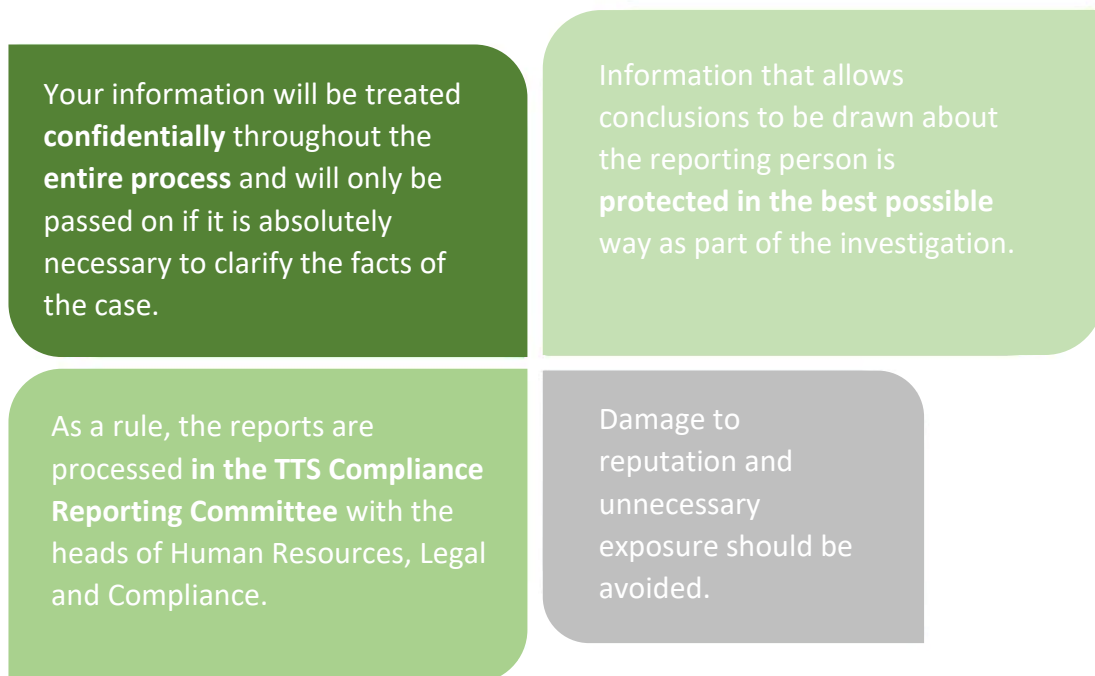 Your information will be treated
confidentially throughout the
entire process and will only be
passed on if it is absolutely
necessary to clarify the facts of
the case.
Information that allows
conclusions to be drawn about
the reporting person is
protected in the best possible
way as part of the investigation.
As a rule, the reports are
processed in the TTS Compliance
Reporting Committee with the
heads of Human Resources, Legal
and Compliance.
Damage to
reputation and
unnecessary
exposure should be
avoided.